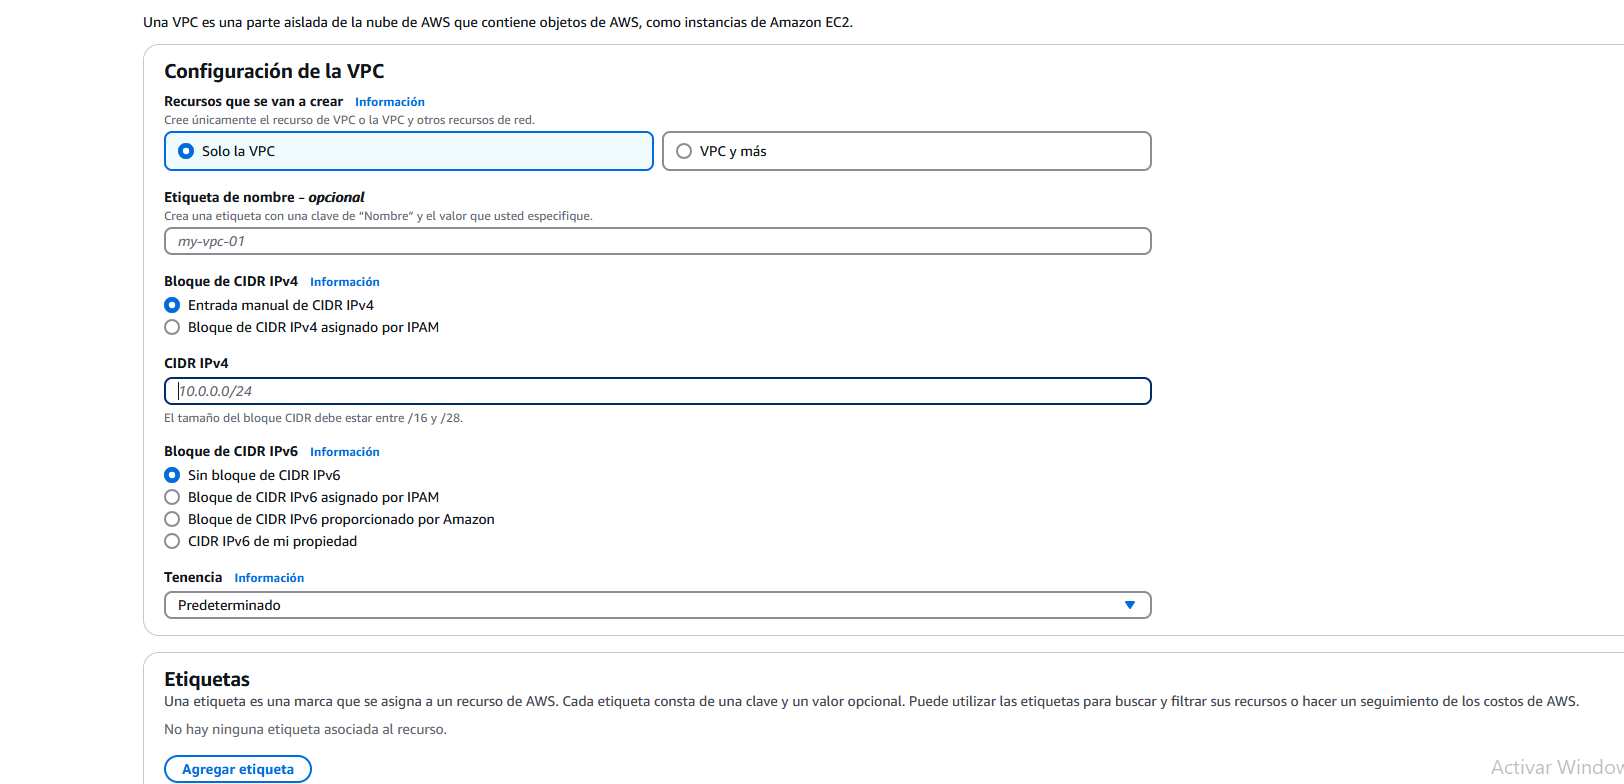 Una VPC es una parte aislada de la nube de AWS que contiene objetos de AWS, como instancias de Amazon EC2.
Configuración de la VPC
Recursos que se van a crear Información
Cree únicamente el recurso de VPC o la VPC y otros recursos de red.
Solo la VPC VPC y más
Etiqueta de nombre - opcional
Crea una etiqueta con una clave de “Nombre” y el valor que usted especifique.
my-vpc-01
Bloque de CIDR IPv4 Información
Entrada manual de CIDR IPv4
Bloque de CIDR IPv4 asignado por IPAM
CIDR IPv4
10.0.0.0/24
El tamaño del bloque CIDR debe estar entre /16 y /28.
Bloque de CIDR IPv6 Información
Sin bloque de CIDR IPv6
Bloque de CIDR IPv6 asignado por IPAM
Bloque de CIDR IPv6 proporcionado por Amazon
CIDR IPv6 de mi propiedad
Tenencia Información
Predeterminado
Etiquetas
Una etiqueta es una marca que se asigna a un recurso de AWS. Cada etiqueta consta de una clave y un valor opcional. Puede utilizar las etiquetas para buscar y filtrar sus recursos o hacer un seguimiento de los costos de AWS.
No hay ninguna etiqueta asociada al recurso.
Agregar etiqueta
Activar Window